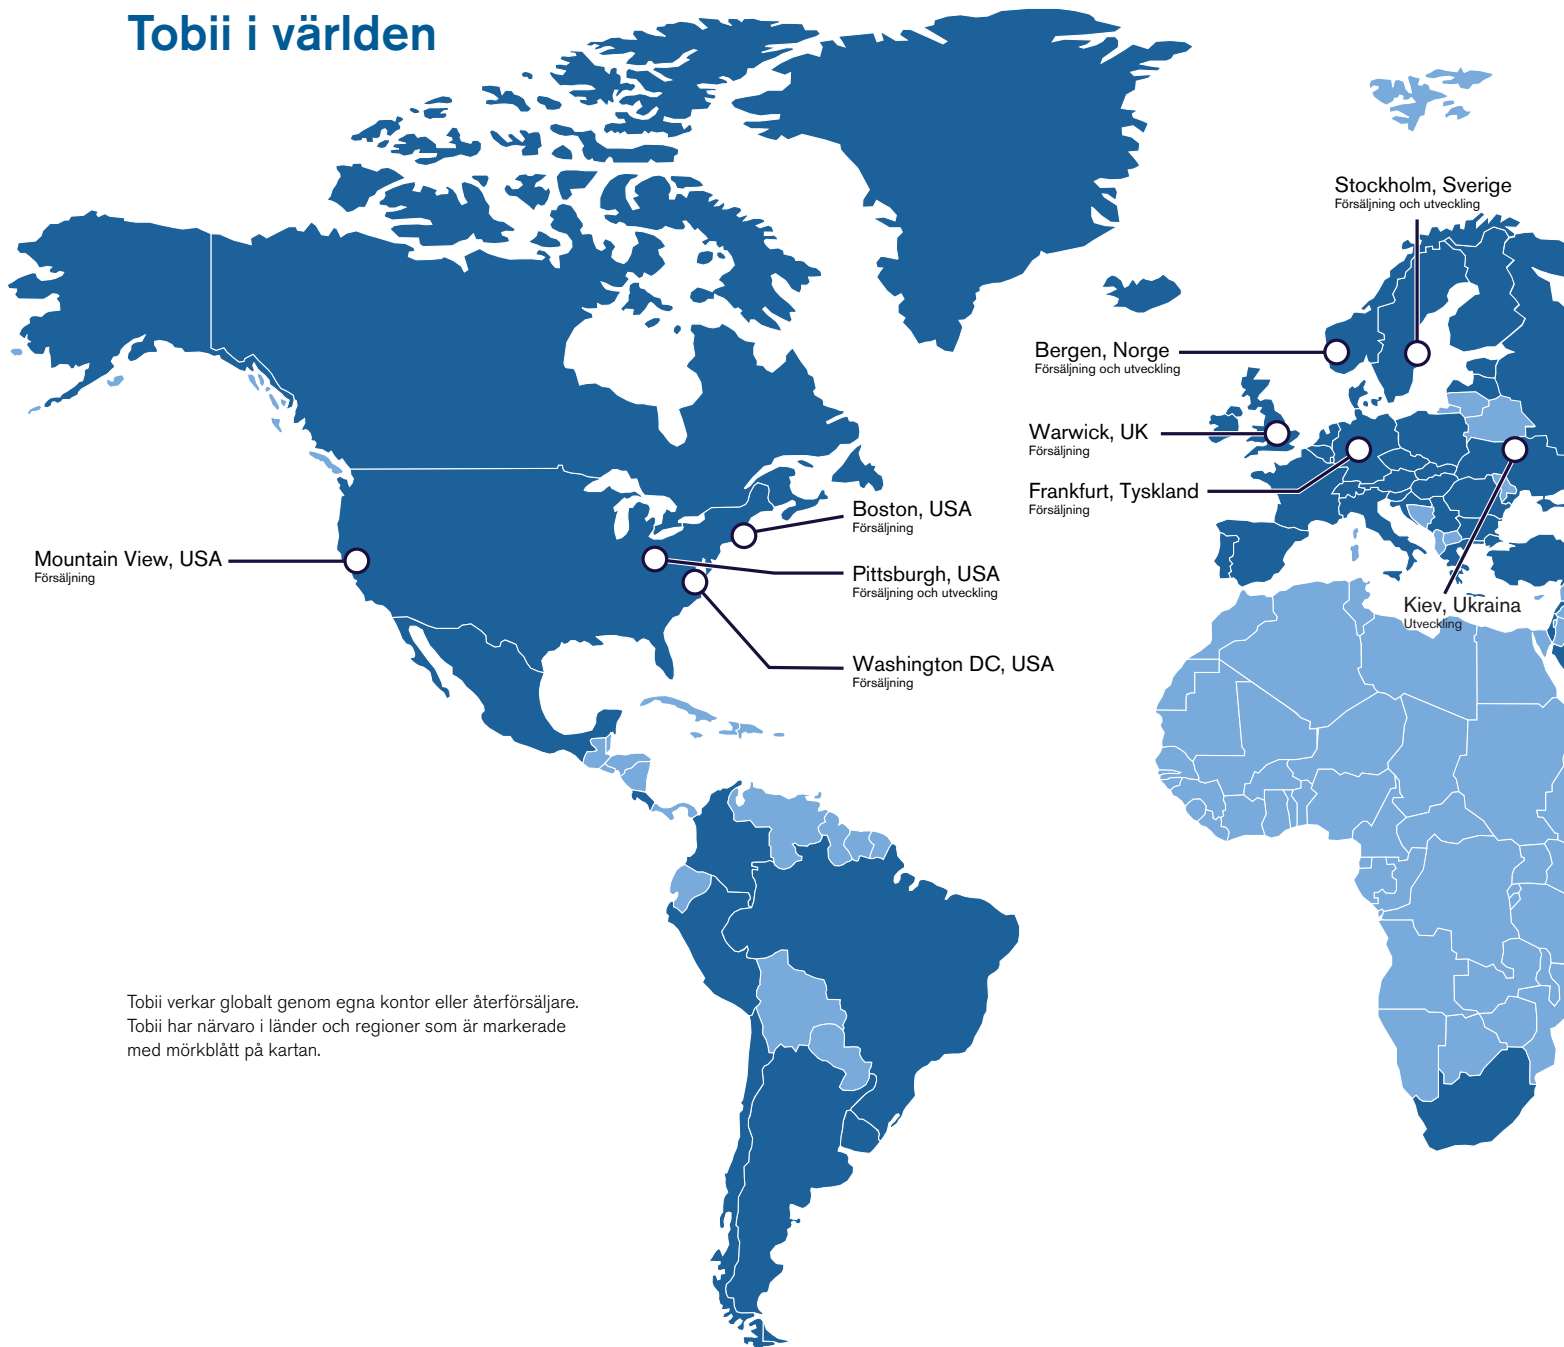 Tobii i världen
Stockholm, Sverige
Försäljning och utveckling
Bergen, Norge
Försäljning och utveckling
Warwick, UK
Försäljning
Frankfurt, Tyskland
Försäljning
Boston, USA
Försäljning
Mountain View, USA
Försäljning
Pittsburgh, USA
Försäljning och utveckling
Kiev, Ukraina
Utveckling
Washington DC, USA
Försäljning
Tobii verkar globalt genom egna kontor eller återförsäljare.
Tobii har närvaro i länder och regioner som är markerade
med mörkblått på kartan.